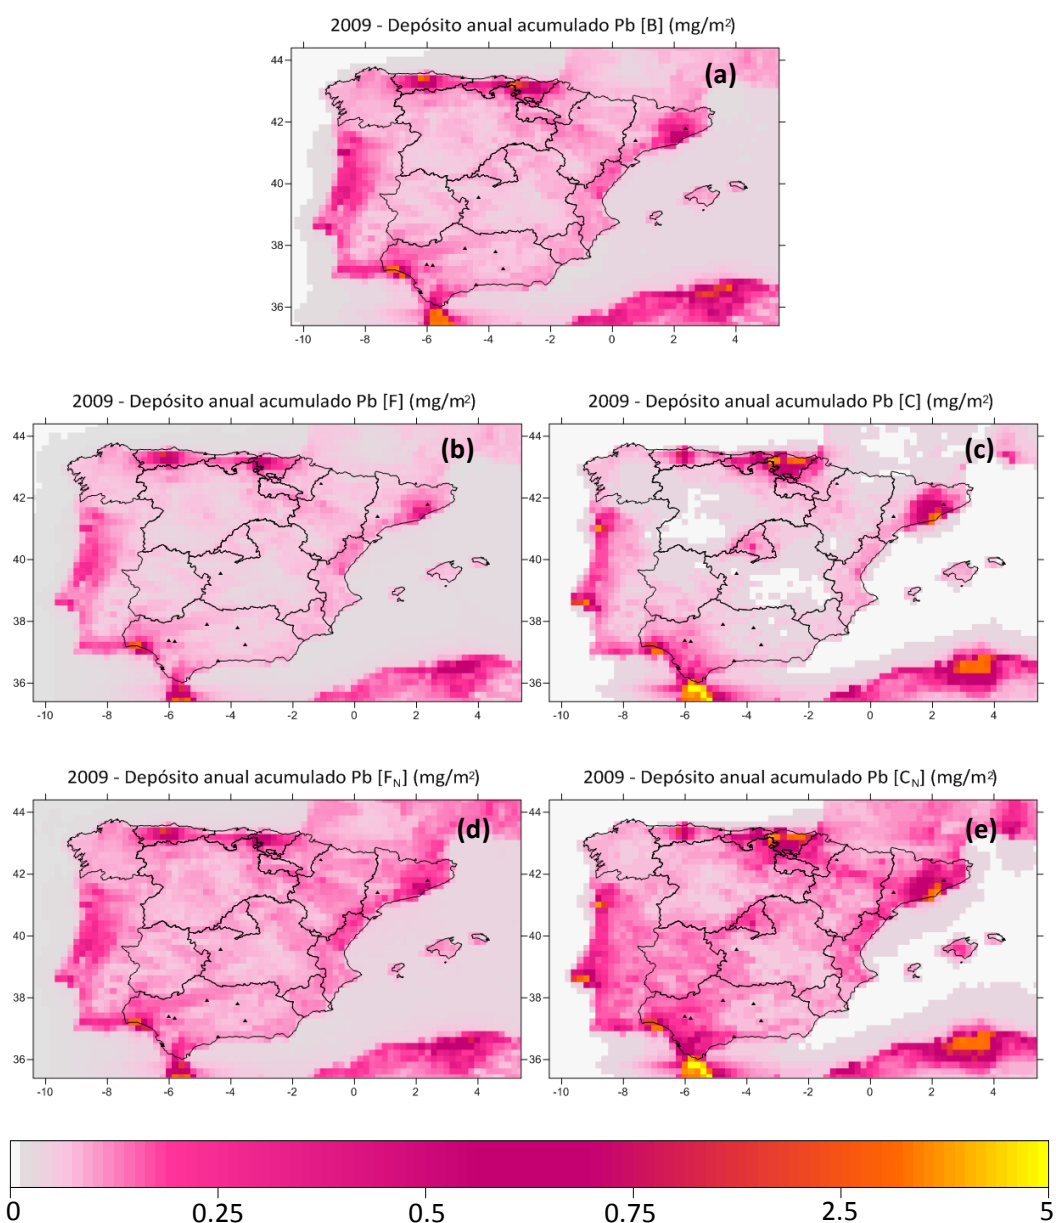 2009 - Depósito anual acumulado Pb [B] (mg/m²)
(a)
44
42
40
38
36
-10 -8 -6 -4 -2 0 2 4
2009 - Depósito anual acumulado Pb [F] (mg/m²)
(b)
44
42
40
38
36
-10 -8 -6 -4 -2 0 2 4
2009 - Depósito anual acumulado Pb [C] (mg/m²)
(c)
44
42
40
38
36
-10 -8 -6 -4 -2 0 2 4
2009 - Depósito anual acumulado Pb [F_N] (mg/m²)
(d)
44
42
40
38
36
-10 -8 -6 -4 -2 0 2 4
2009 - Depósito anual acumulado Pb [C_N] (mg/m²)
(e)
44
42
40
38
36
-10 -8 -6 -4 -2 0 2 4
0 0.25 0.5 0.75 2.5 5